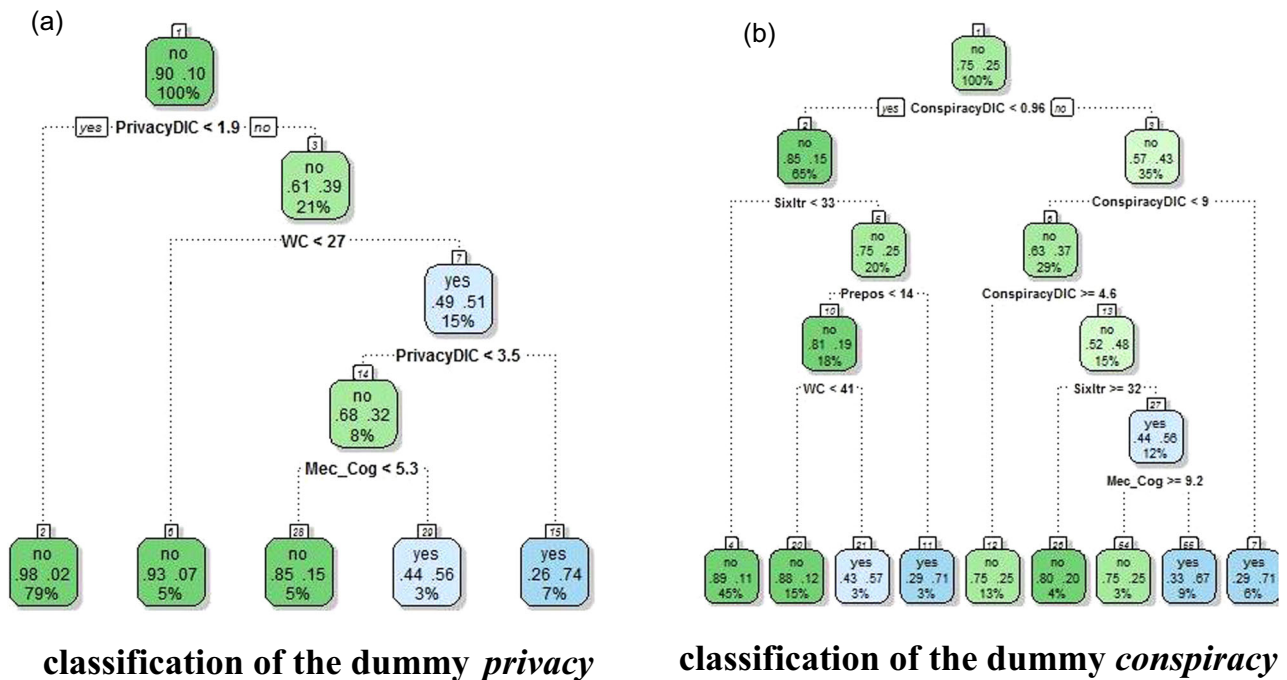 (a)
1
no
.90 .10
100%
yes PrivacyDIC < 1.9 no
3
no
.61 .39
21%
WC < 27
7
yes
.49 .51
15%
PrivacyDIC < 3.5
14
no
.68 .32
8%
Mec_Cog < 5.3
2
no
.98 .02
79%
6
no
.93 .07
5%
28
no
.85 .15
5%
29
yes
.44 .56
3%
15
yes
.26 .74
7%
classification of the dummy privacy
(b)
1
no
.75 .25
100%
yes ConspiracyDIC < 0.96 no
2
no
.85 .15
65%
3
no
.57 .43
35%
Sixltr < 33
ConspiracyDIC < 9
5
no
.75 .25
20%
6
no
.63 .37
29%
Prepos < 14
ConspiracyDIC >= 4.6
10
no
.81 .19
18%
13
no
.52 .48
15%
WC < 41
Sixltr >= 32
27
yes
.44 .56
12%
Mec_Cog >= 9.2
4
no
.89 .11
45%
20
no
.88 .12
15%
21
yes
.43 .57
3%
11
yes
.29 .71
3%
12
no
.75 .25
13%
26
no
.80 .20
4%
54
no
.75 .25
3%
55
yes
.33 .67
9%
7
yes
.29 .71
6%
classification of the dummy conspiracy